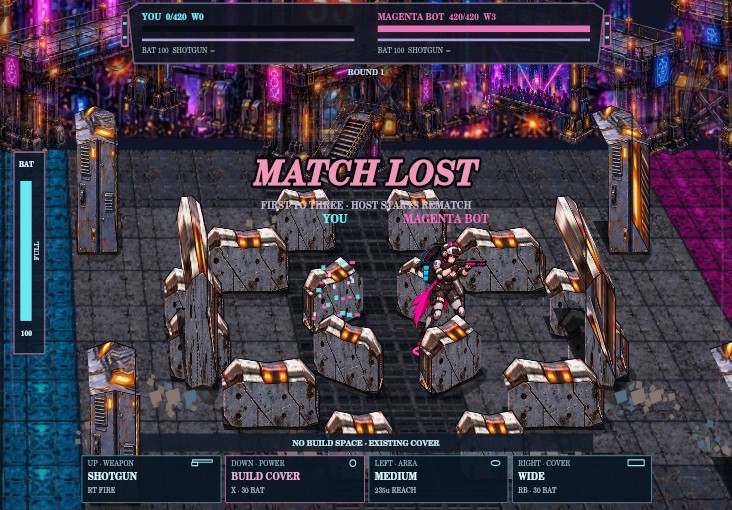 YOU 0/420 W0
MAGENTA BOT 420/420 W3
BAT 100 SHOTGUN ∞
BAT 100 SHOTGUN ∞
ROUND 1
BAT
FULL
100
MATCH LOST
FIRST TO THREE · HOST STARTS REMATCH
YOU
MAGENTA BOT
NO BUILD SPACE · EXISTING COVER
UP · WEAPON
SHOTGUN
RT FIRE
DOWN · POWER
BUILD COVER
X · 30 BAT
LEFT · AREA
MEDIUM
235u REACH
RIGHT · COVER
WIDE
RB · 30 BAT